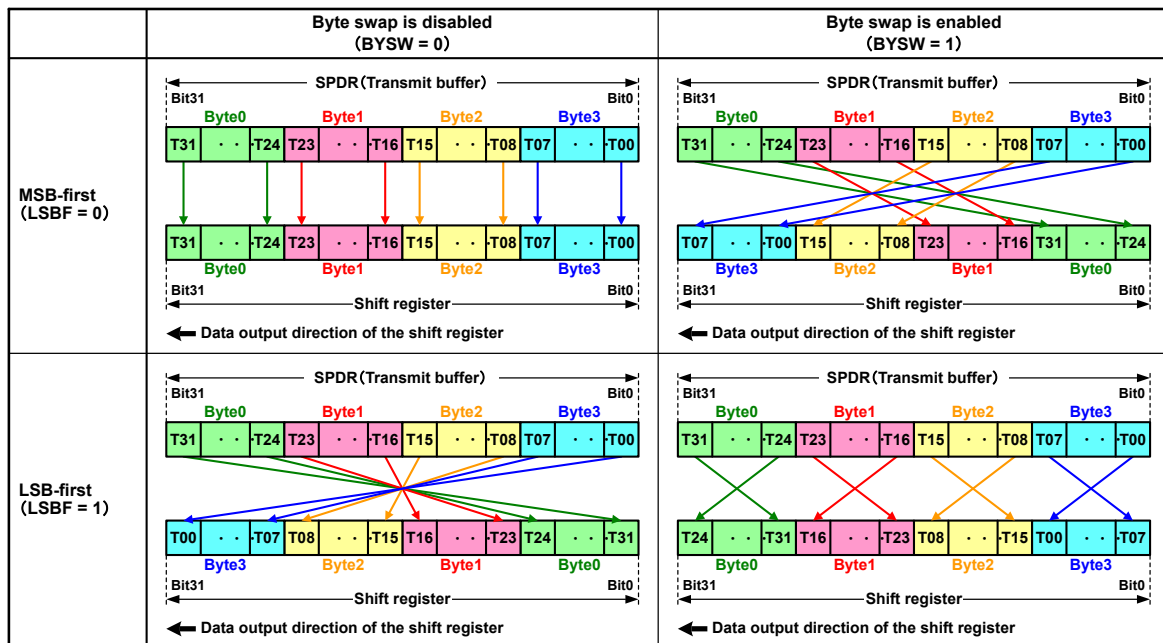 Byte swap is disabled
(BYSW = 0)
Byte swap is enabled
(BYSW = 1)
MSB-first
(LSBF = 0)
SPDR(Transmit buffer)
Bit31 Bit0
Byte0 Byte1 Byte2 Byte3
T31 · · ·T24 T23 · · ·T16 T15 · · ·T08 T07 · · ·T00
T31 · · ·T24 T23 · · ·T16 T15 · · ·T08 T07 · · ·T00
Byte0 Byte1 Byte2 Byte3
Bit31 Bit0
Shift register
Data output direction of the shift register
SPDR(Transmit buffer)
Bit31 Bit0
Byte0 Byte1 Byte2 Byte3
T31 · · ·T24 T23 · · ·T16 T15 · · ·T08 T07 · · ·T00
T07 · · ·T00 T15 · · ·T08 T23 · · ·T16 T31 · · ·T24
Byte3 Byte2 Byte1 Byte0
Bit31 Bit0
Shift register
Data output direction of the shift register
LSB-first
(LSBF = 1)
SPDR(Transmit buffer)
Bit31 Bit0
Byte0 Byte1 Byte2 Byte3
T31 · · ·T24 T23 · · ·T16 T15 · · ·T08 T07 · · ·T00
T00 · · ·T07 T08 · · ·T15 T16 · · ·T23 T24 · · ·T31
Byte3 Byte2 Byte1 Byte0
Bit31 Bit0
Shift register
Data output direction of the shift register
SPDR(Transmit buffer)
Bit31 Bit0
Byte0 Byte1 Byte2 Byte3
T31 · · ·T24 T23 · · ·T16 T15 · · ·T08 T07 · · ·T00
T24 · · ·T31 T16 · · ·T23 T08 · · ·T15 T00 · · ·T07
Byte0 Byte1 Byte2 Byte3
Bit31 Bit0
Shift register
Data output direction of the shift register